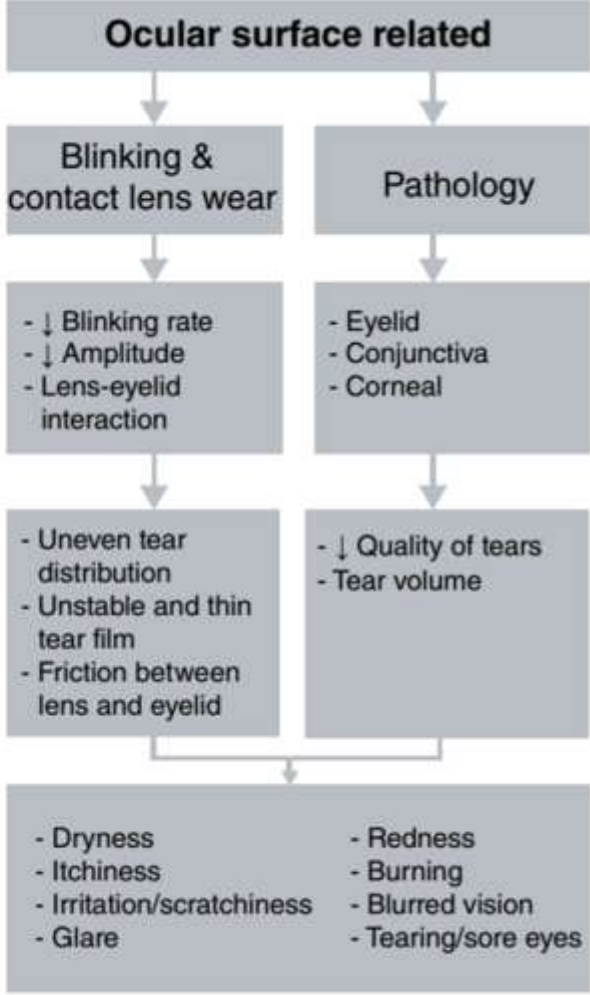 Ocular surface related
Blinking &
contact lens wear
Pathology
- ↓ Blinking rate
- ↓ Amplitude
- Lens-eyelid
interaction
- Eyelid
- Conjunctiva
- Corneal
- Uneven tear
distribution
- Unstable and thin
tear film
- Friction between
lens and eyelid
- ↓ Quality of tears
- Tear volume
- Dryness
- Itchiness
- Irritation/scratchiness
- Glare
- Redness
- Burning
- Blurred vision
- Tearing/sore eyes